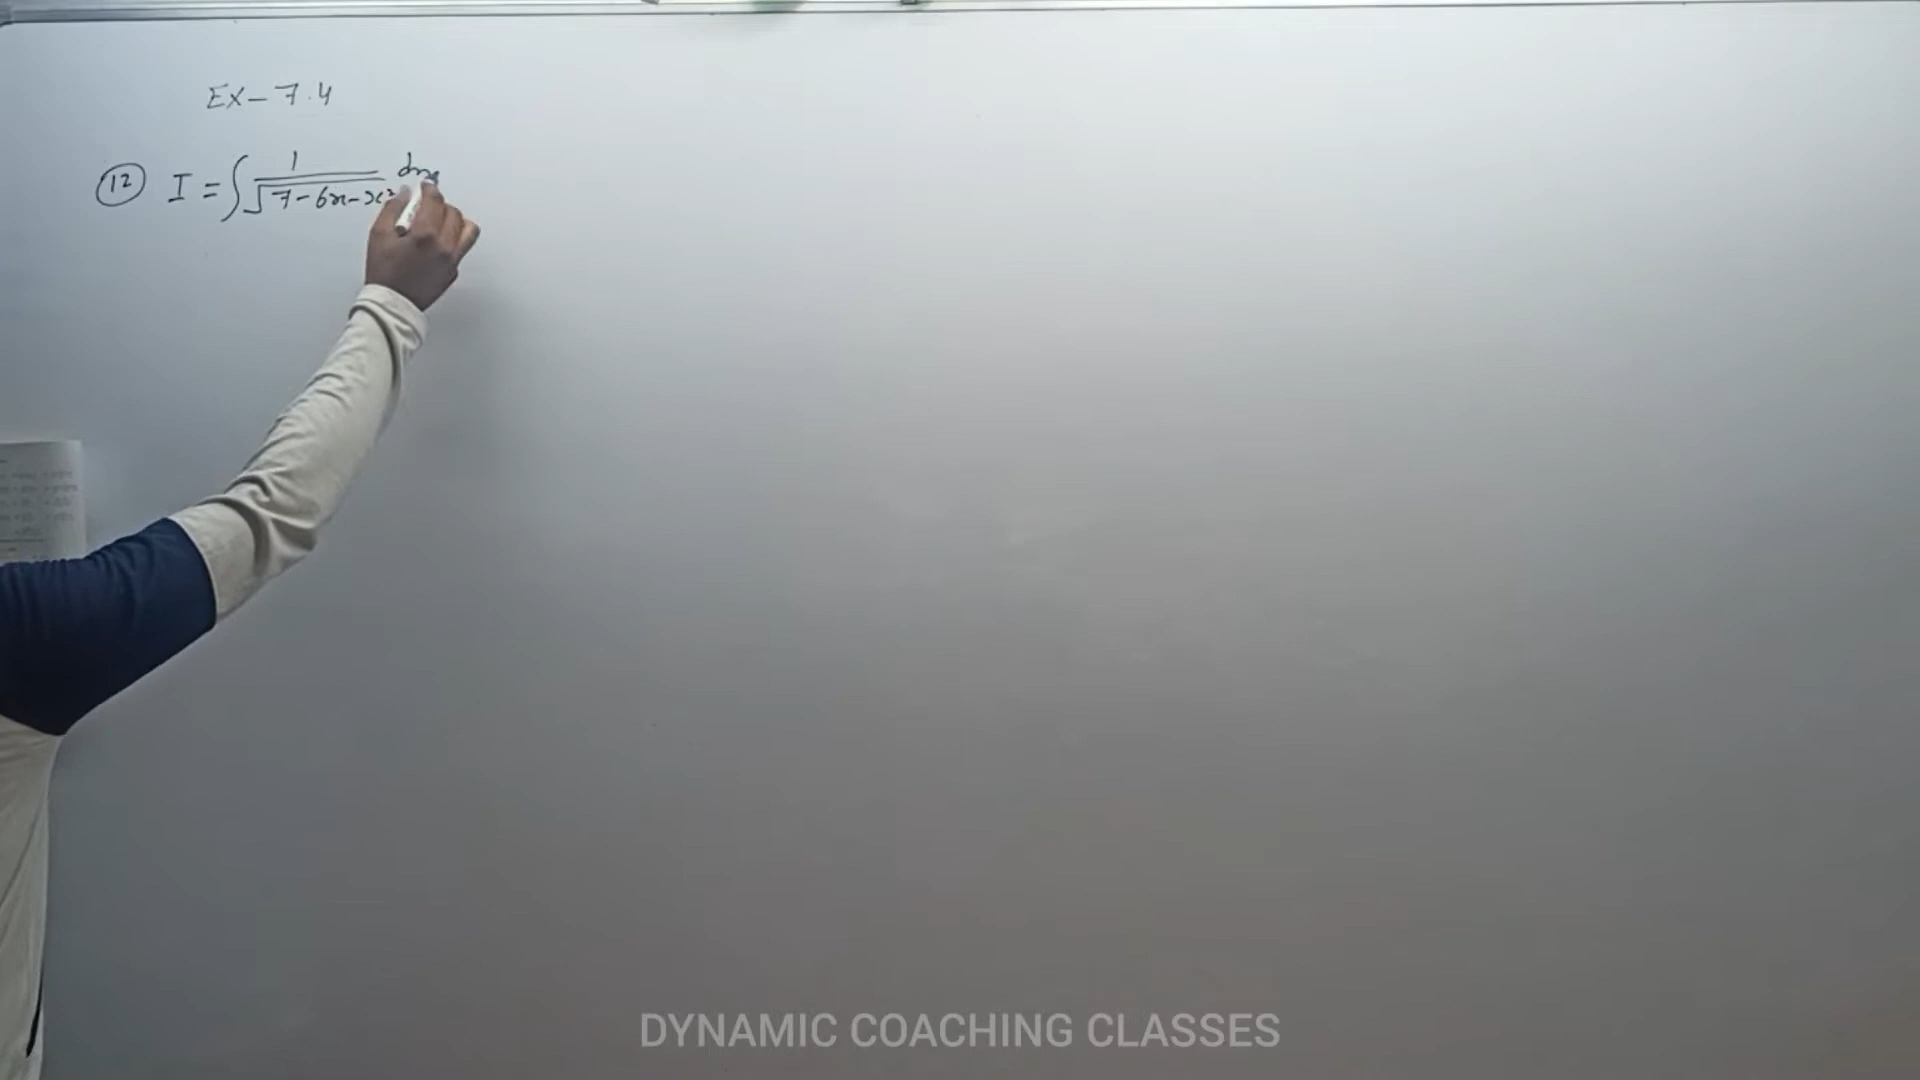 EX - 7.4
12 I = ∫ 1/√7-6x-x² dx
DYNAMIC COACHING CLASSES